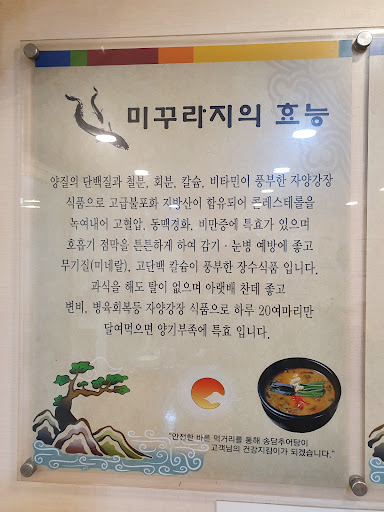 미꾸라지의 효능
양질의 단백질과 철분, 회분, 칼슘, 비타민이 풍부한 자양강장
식품으로 고급불포화 지방산이 함유되어 콜레스테롤을
녹여내어 고혈압, 동맥경화, 비만증에 특효가 있으며
호흡기 점막을 튼튼하게 하여 감기·눈병 예방에 좋고
무기질(미네랄), 고단백 칼슘이 풍부한 장수식품 입니다.
과식을 해도 탈이 없으며 아랫배 찬데 좋고
변비, 병육회복등 자양강장 식품으로 하루 20여마리만
달여먹으면 양기부족에 특효 입니다.
"안전한 바른 먹거리를 통해 송담추어탕이
고객님의 건강지킴이가 되겠습니다."